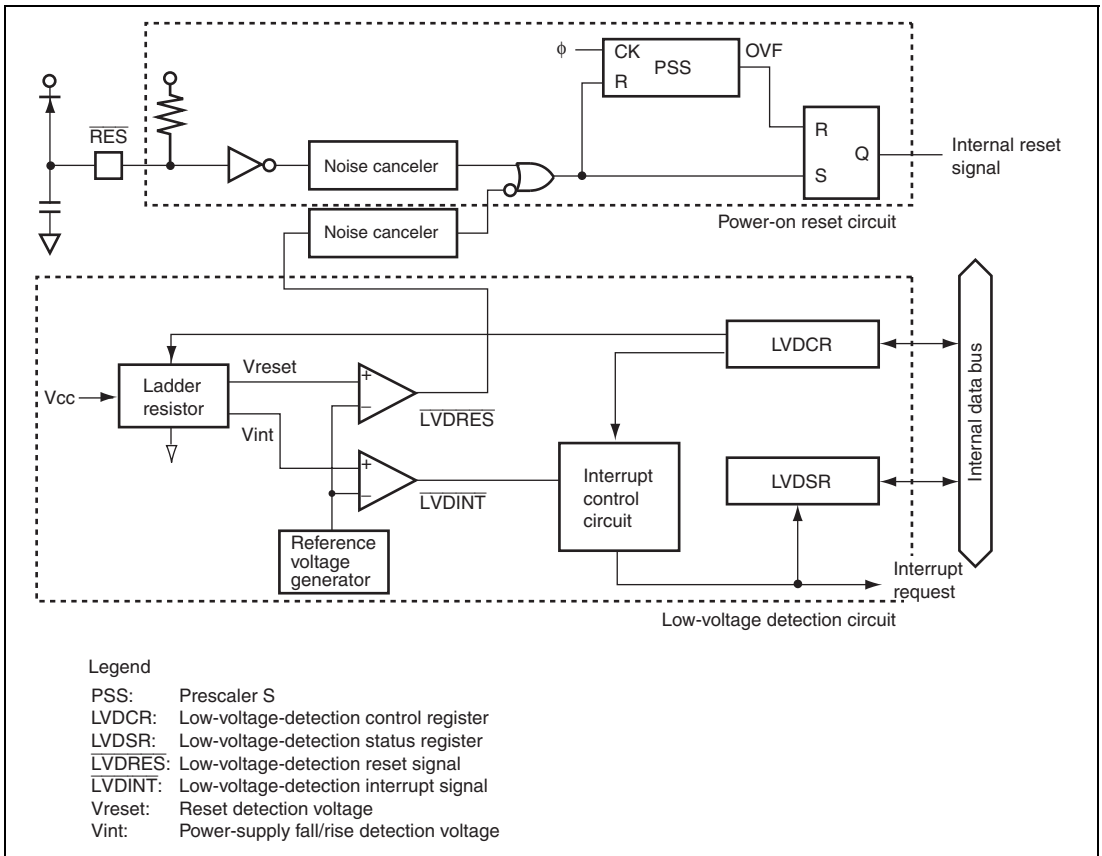 φ
CK
OVF
PSS
R
RES
Noise canceler
R
Q
S
Internal reset
signal
Power-on reset circuit
Noise canceler
LVDCR
Internal data bus
Vreset
Vcc
Ladder
resistor
+
−
LVDRES
Vint
+
−
LVDINT
Interrupt
control
circuit
LVDSR
Reference
voltage
generator
Interrupt
request
Low-voltage detection circuit
Legend
PSS: Prescaler S
LVDCR: Low-voltage-detection control register
LVDSR: Low-voltage-detection status register
LVDRES: Low-voltage-detection reset signal
LVDINT: Low-voltage-detection interrupt signal
Vreset: Reset detection voltage
Vint: Power-supply fall/rise detection voltage